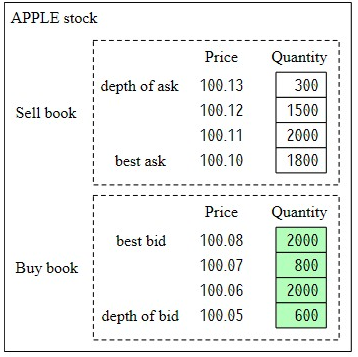 APPLE stock
Price Quantity
depth of ask 100.13 300
Sell book 100.12 1500
100.11 2000
best ask 100.10 1800
Price Quantity
best bid 100.08 2000
Buy book 100.07 800
100.06 2000
depth of bid 100.05 600